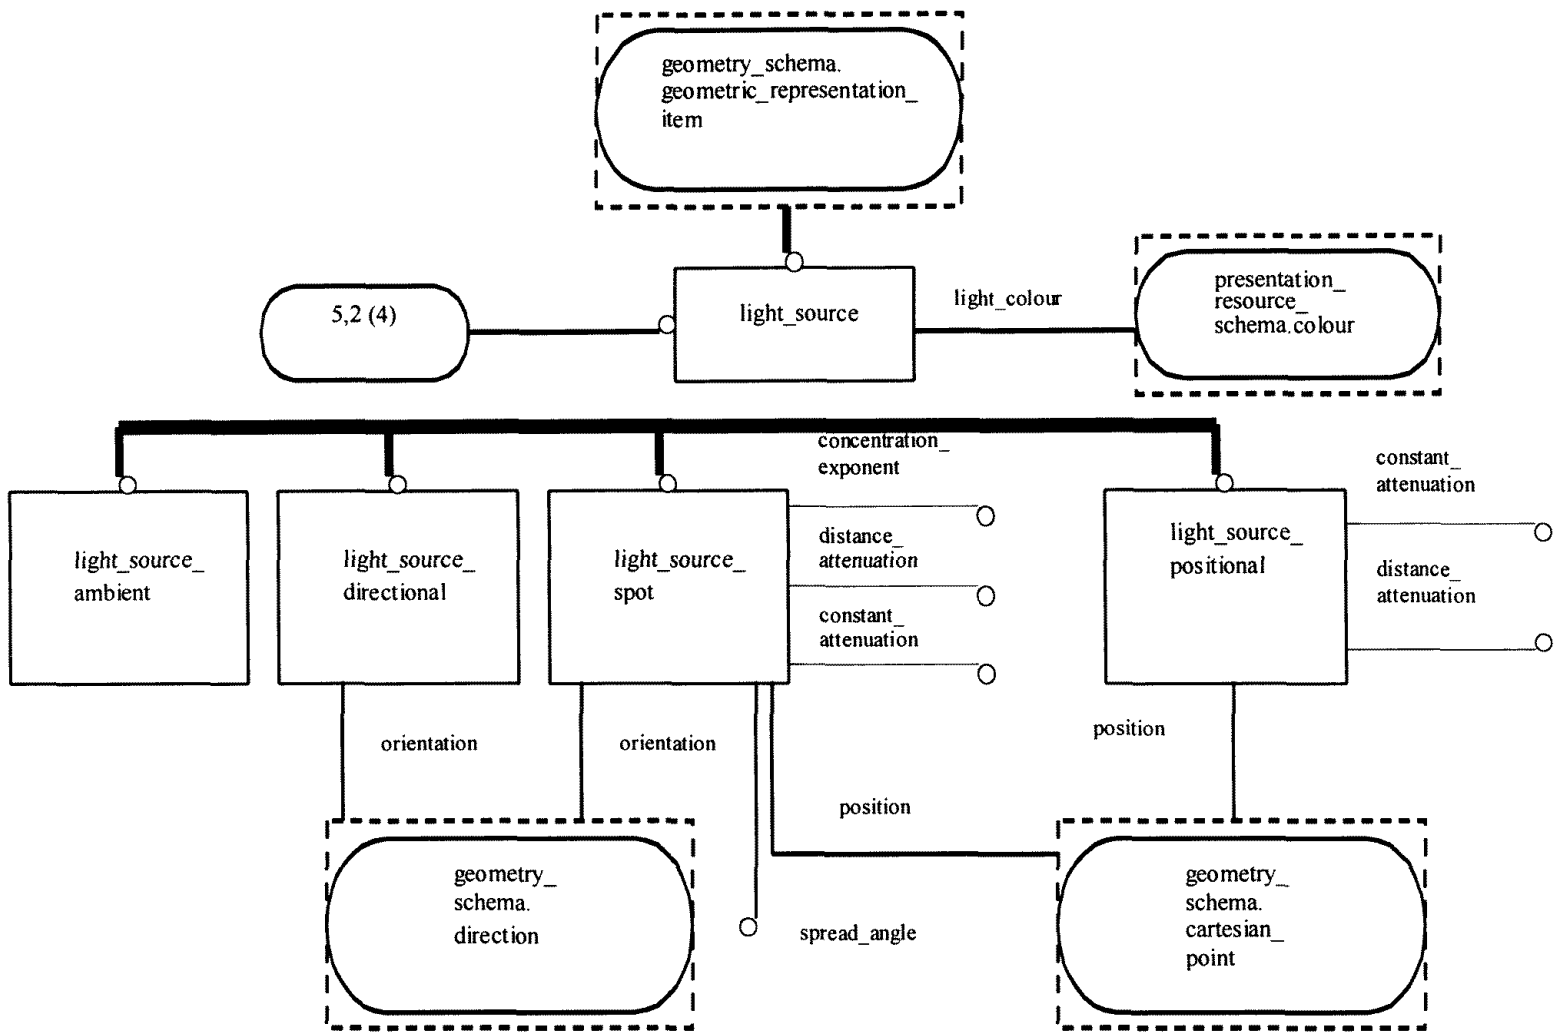 geometry_schema.
geometric_representation_
item
5,2 (4)
light_source
light_colour
presentation_
resource_
schema.colour
light_source_
ambient
light_source_
directional
light_source_
spot
concentration_
exponent
distance_
attenuation
constant_
attenuation
light_source_
positional
constant_
attenuation
distance_
attenuation
orientation
orientation
position
position
geometry_
schema.
direction
spread_angle
geometry_
schema.
cartesian_
point